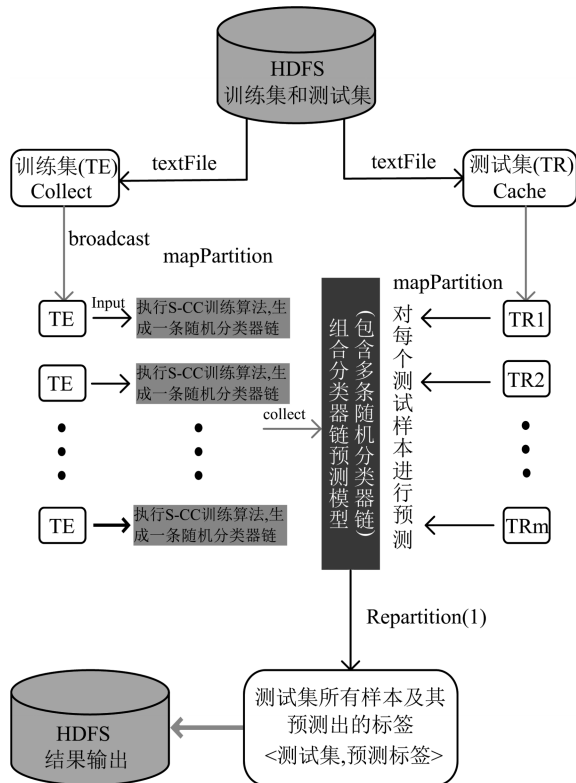 HDFS
训练集和测试集
textFile
textFile
训练集(TE)
Collect
测试集(TR)
Cache
broadcast
mapPartition
mapPartition
TE
Input
执行S-CC训练算法,生
成一条随机分类器链
TE
执行S-CC训练算法,生
成一条随机分类器链
collect
TE
执行S-CC训练算法,生
成一条随机分类器链
(包含多条随机分类器链)
组合分类器链预测模型
对每个测试样本进行预测
TR1
TR2
TRm
Repartition(1)
测试集所有样本及其
预测出的标签
<测试集,预测标签>
HDFS
结果输出